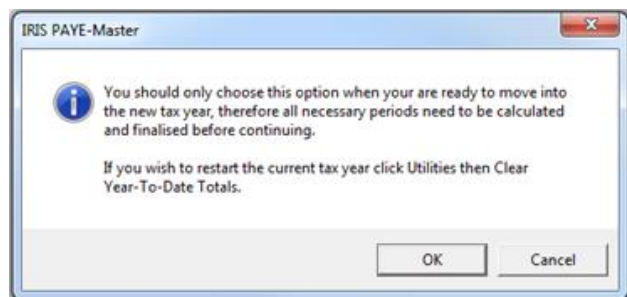 IRIS PAYE-Master
You should only choose this option when your are ready to move into
the new tax year, therefore all necessary periods need to be calculated
and finalised before continuing.
If you wish to restart the current tax year click Utilities then Clear
Year-To-Date Totals.
OK
Cancel